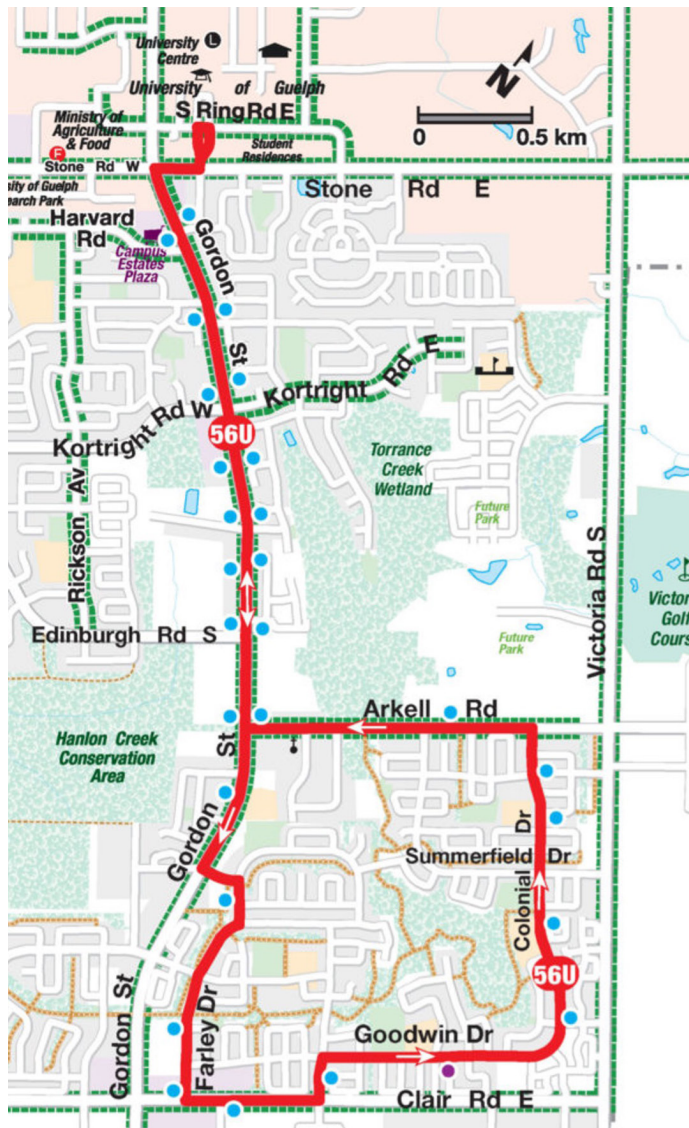 University
Centre
L
University of Guelph
N
S Ring Rd E
Ministry of
Agriculture
& Food
F
Student
Residences
0 0.5 km
Stone Rd W
Stone Rd E
sity of Guelph
earch Park
Harvard
Rd
Campus
Estates
Plaza
Gordon
St
Kortright Rd E
Kortright Rd W
56U
Torrance
Creek
Wetland
Rickson Av
Future
Park
Victoria Rd S
Victor
Golf
Cours
Edinburgh Rd S
Future
Park
Arkell Rd
Hanlon Creek
Conservation
Area
Gordon St
Summerfield Dr
Colonial Dr
56U
Gordon St
Farley Dr
Goodwin Dr
Clair Rd E